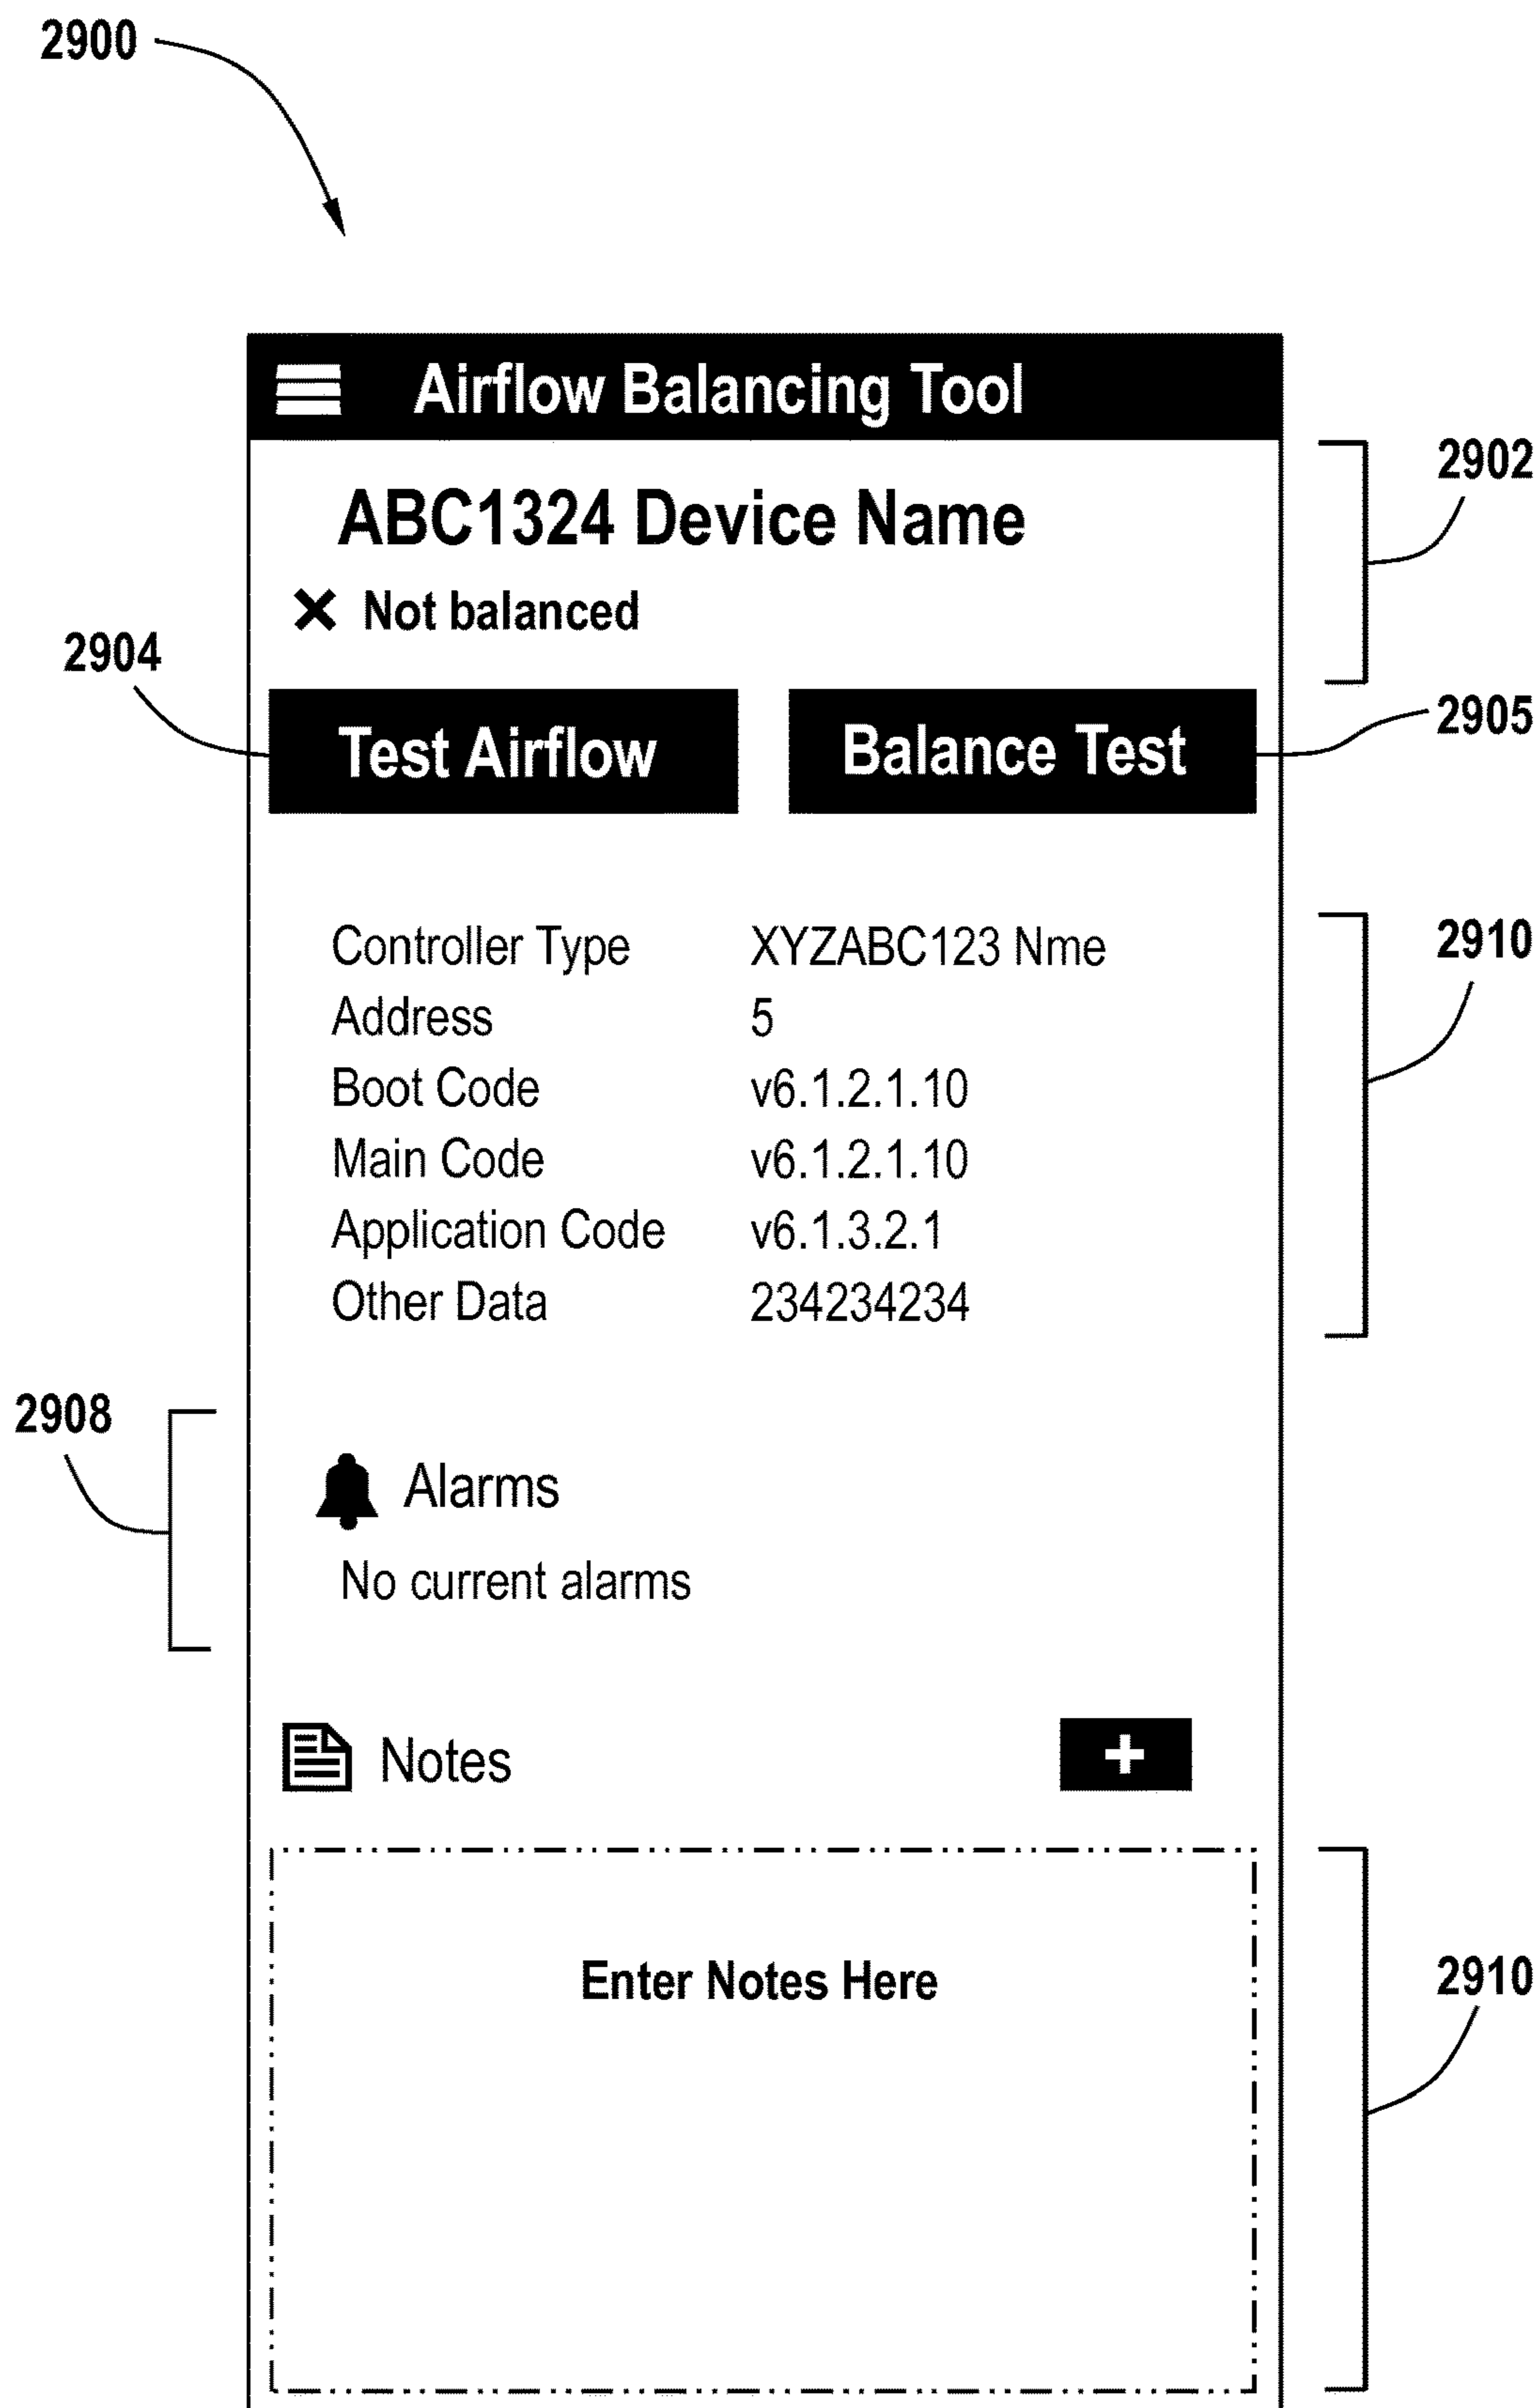 2900
Airflow Balancing Tool
2902
ABC1324 Device Name
Not balanced
2904
2905
Test Airflow
Balance Test
2910
Controller Type XYZABC123 Nme
Address 5
Boot Code v6.1.2.1.10
Main Code v6.1.2.1.10
Application Code v6.1.3.2.1
Other Data 234234234
2908
Alarms
No current alarms
Notes +
Enter Notes Here
2910